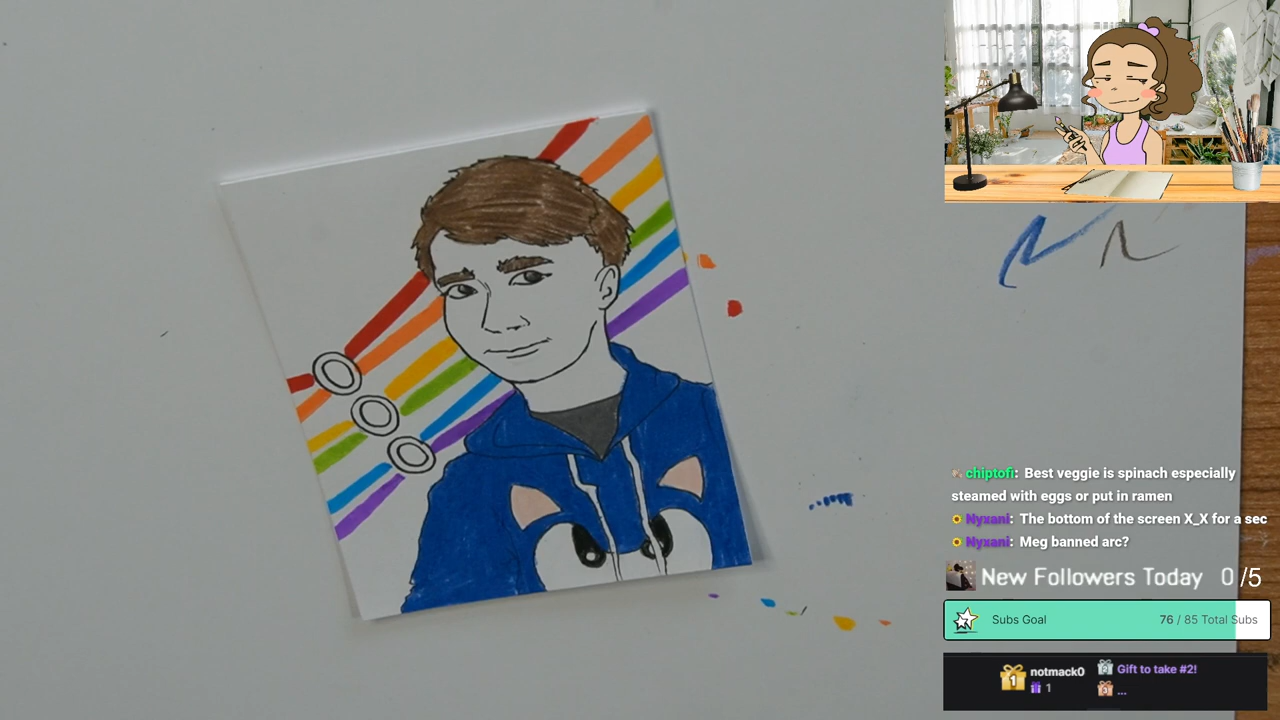 chiptofi: Best veggie is spinach especially
steamed with eggs or put in ramen
Nyxani: The bottom of the screen X_X for a sec
Nyxani: Meg banned arc?
New Followers Today 0 /5
Subs Goal 76 / 85 Total Subs
1 notmack0
1
Gift to take #2!
...